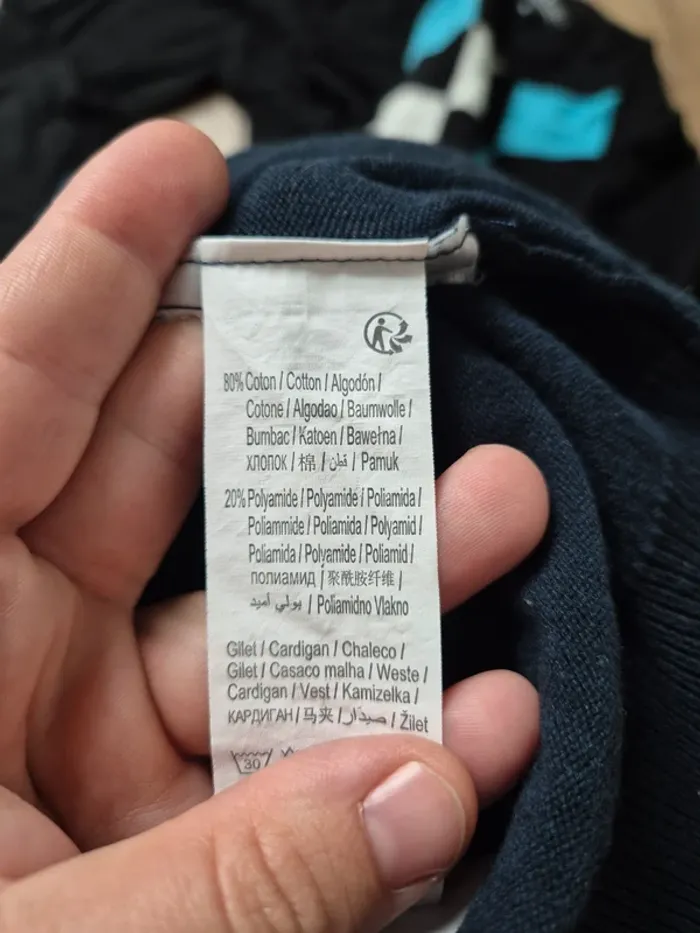 80% Coton / Cotton / Algodón /
Cotone / Algodao / Baumwolle /
Bumbac / Katoen / Bawełna /
ХЛОПОК / 棉 / قطن / Pamuk
20% Polyamide / Polyamide / Poliamida /
Poliammide / Poliamida / Polyamid /
Poliamida / Polyamide / Poliamid /
ПОЛИАМИД / 聚酰胺纤维 /
بولي أميد / Poliamidno Vlakno
Gilet / Cardigan / Chaleco /
Gilet / Casaco malha / Weste /
Cardigan / Vest / Kamizelka /
КАРДИГАН / 马夹 / صيدار / Žilet
30